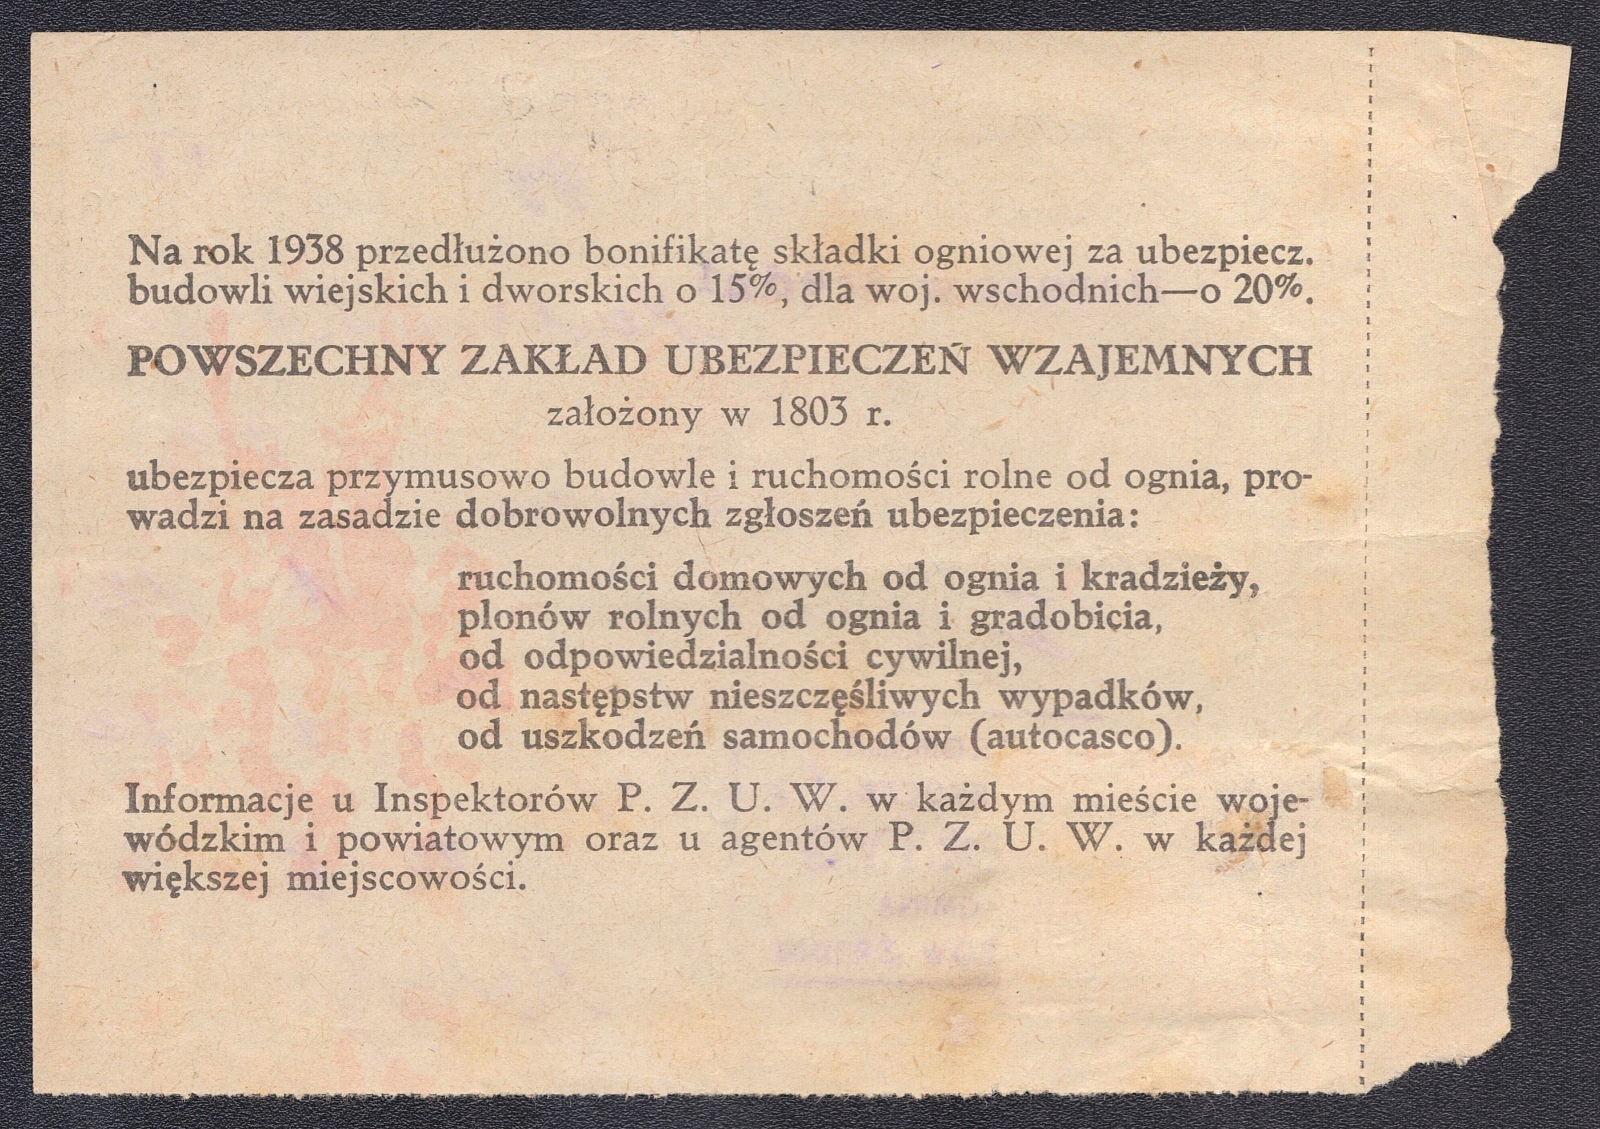 Na rok 1938 przedłużono bonifikatę składki ogniowej za ubezpiecz.
budowli wiejskich i dworskich o 15%, dla woj. wschodnich—o 20%.
POWSZECHNY ZAKŁAD UBEZPIECZEŃ WZAJEMNYCH
założony w 1803 r.
ubezpiecza przymusowo budowle i ruchomości rolne od ognia, pro-
wadzi na zasadzie dobrowolnych zgłoszeń ubezpieczenia:
ruchomości domowych od ognia i kradzieży,
plonów rolnych od ognia i gradobicia,
od odpowiedzialności cywilnej,
od następstw nieszczęśliwych wypadków,
od uszkodzeń samochodów (autocasco).
Informacje u Inspektorów P. Z. U. W. w każdym mieście woje-
wódzkim i powiatowym oraz u agentów P. Z. U. W. w każdej
większej miejscowości.